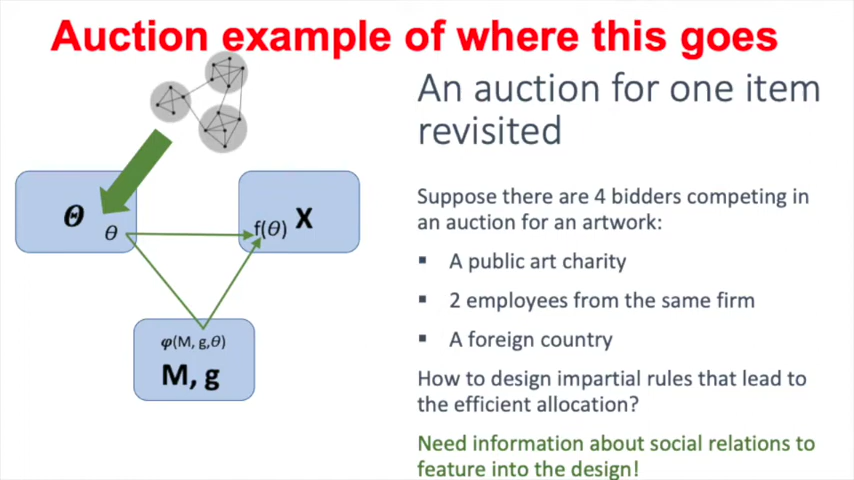 Auction example of where this goes
An auction for one item
revisited
Θ
θ
f(θ) X
φ(M, g,θ)
M, g
Suppose there are 4 bidders competing in
an auction for an artwork:
▪ A public art charity
▪ 2 employees from the same firm
▪ A foreign country
How to design impartial rules that lead to
the efficient allocation?
Need information about social relations to
feature into the design!